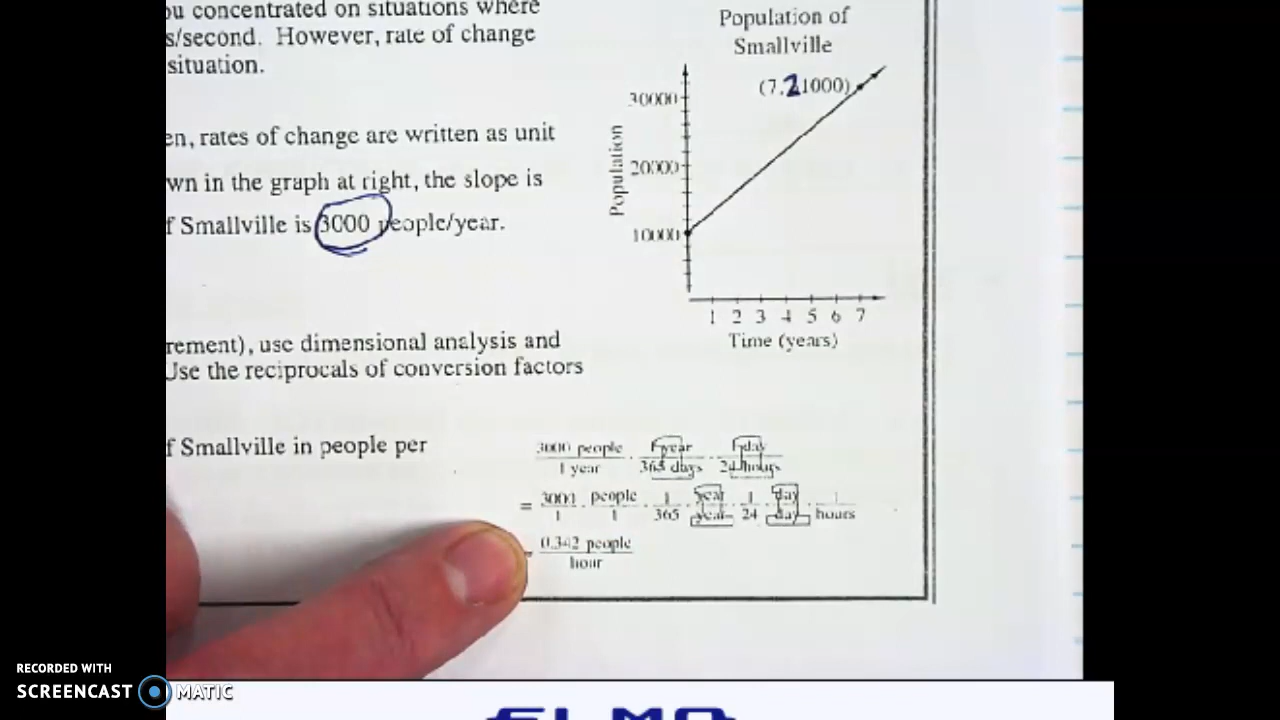 ou concentrated on situations where
s/second. However, rate of change
situation.
en, rates of change are written as unit
wn in the graph at right, the slope is
f Smallville is 3000 people/year.
rement), use dimensional analysis and
Use the reciprocals of conversion factors
f Smallville in people per
Population of
Smallville
(7.21000)
30000
20000
10000
Population
1 2 3 4 5 6 7
Time (years)
3000 people / 1 year · 1 year / 365 days · 1 day / 24 hours
= 3000 / 1 · people / 1 · 1 / 365 · year / year · 1 / 24 · day / day · 1 / hours
= 0.342 people / hour
RECORDED WITH
SCREENCAST MATIC
ELMO